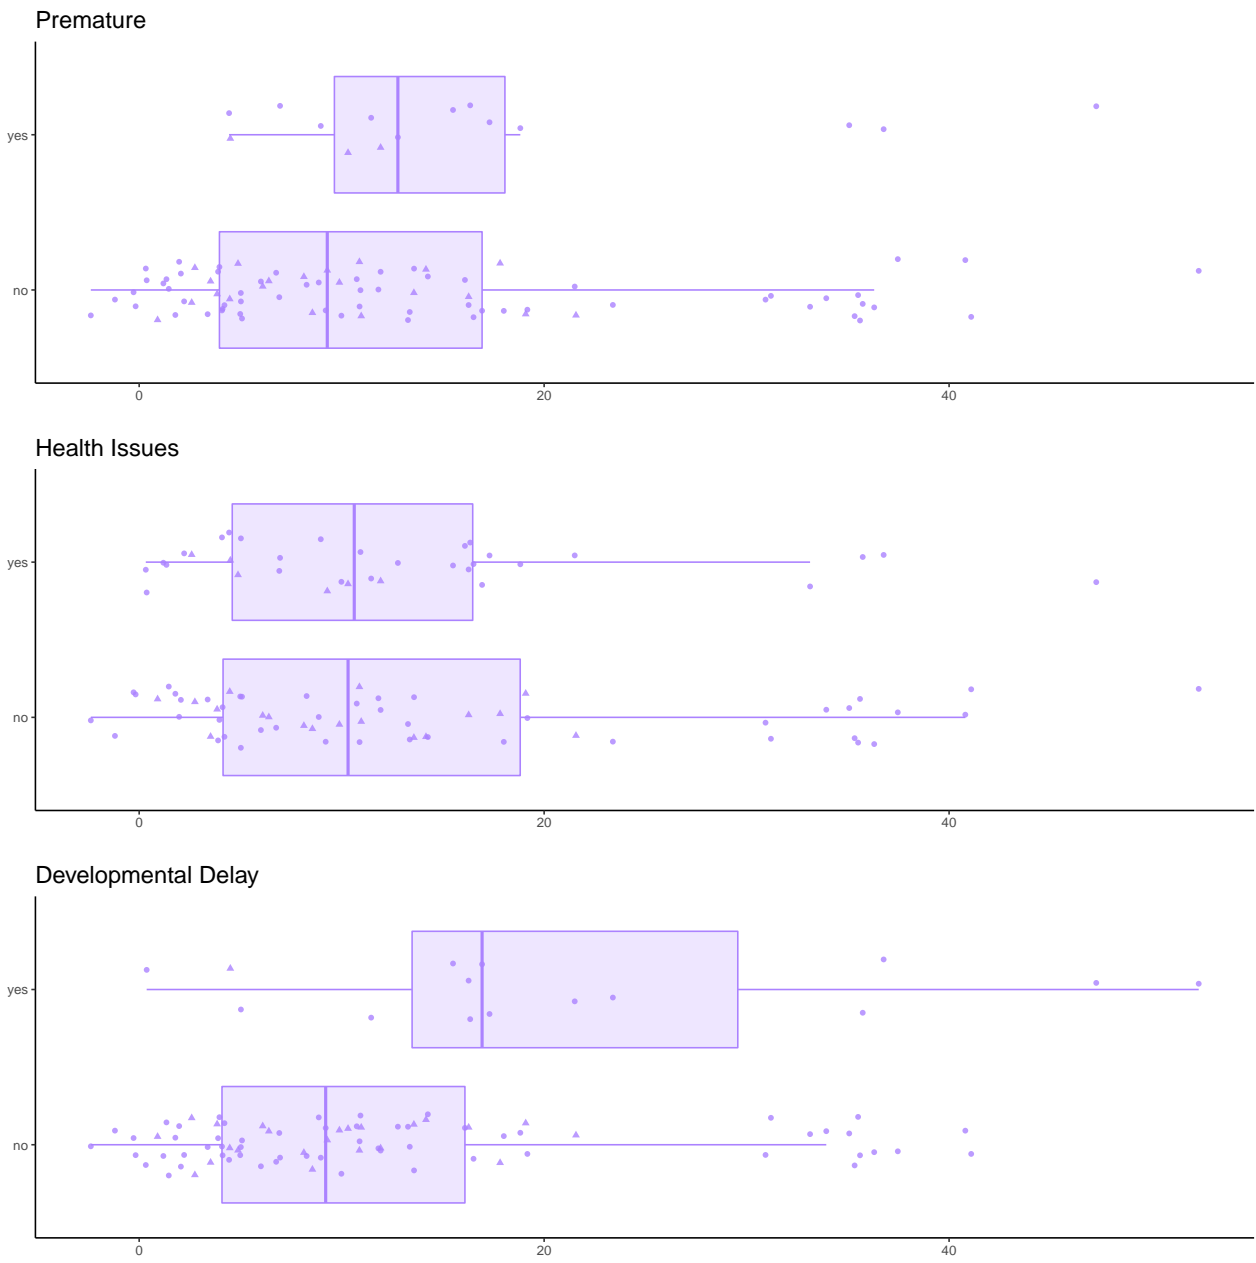 Premature
yes
no
0 20 40
Health Issues
yes
no
0 20 40
Developmental Delay
yes
no
0 20 40